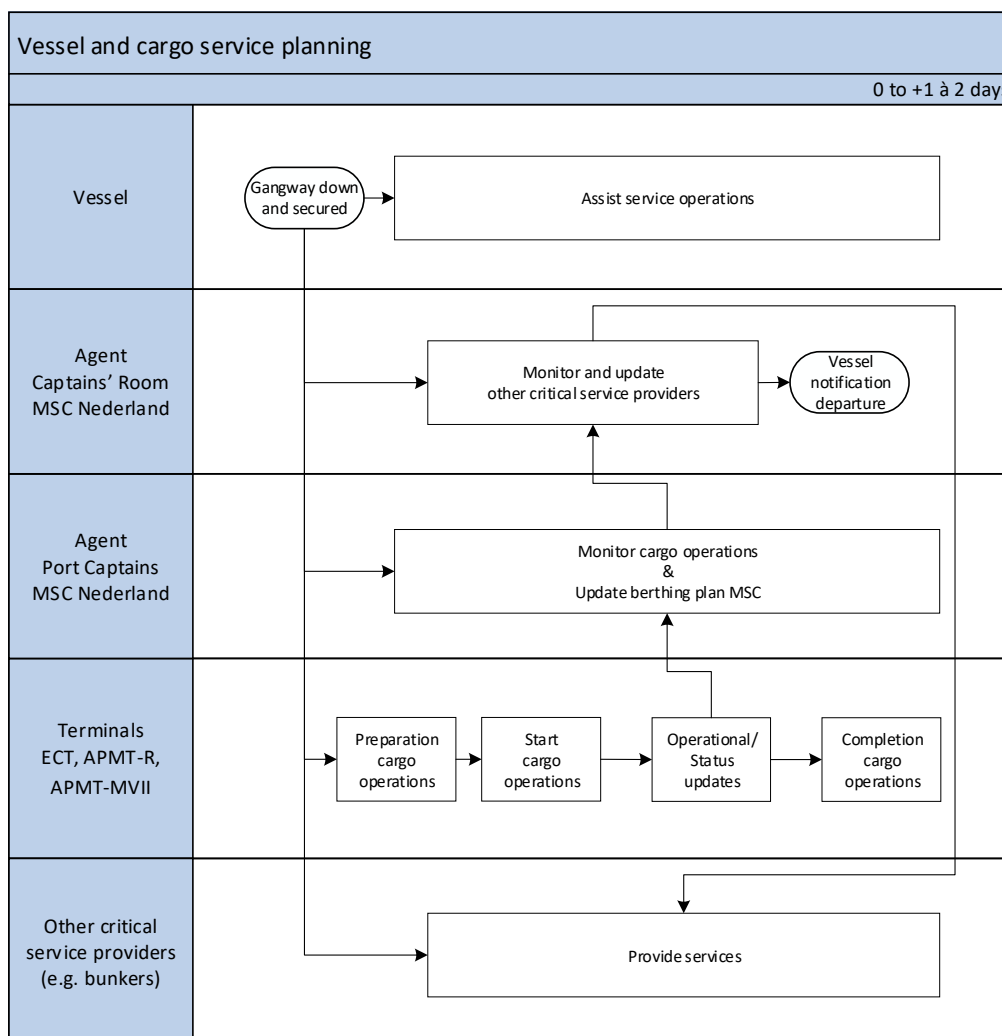 Vessel and cargo service planning
0 to +1 à 2 day
Vessel
Gangway down
and secured
Assist service operations
Agent
Captains’ Room
MSC Nederland
Monitor and update
other critical service providers
Vessel
notification
departure
Agent
Port Captains
MSC Nederland
Monitor cargo operations
&
Update berthing plan MSC
Terminals
ECT, APMT-R,
APMT-MVII
Preparation
cargo
operations
Start
cargo
operations
Operational/
Status
updates
Completion
cargo
operations
Other critical
service providers
(e.g. bunkers)
Provide services